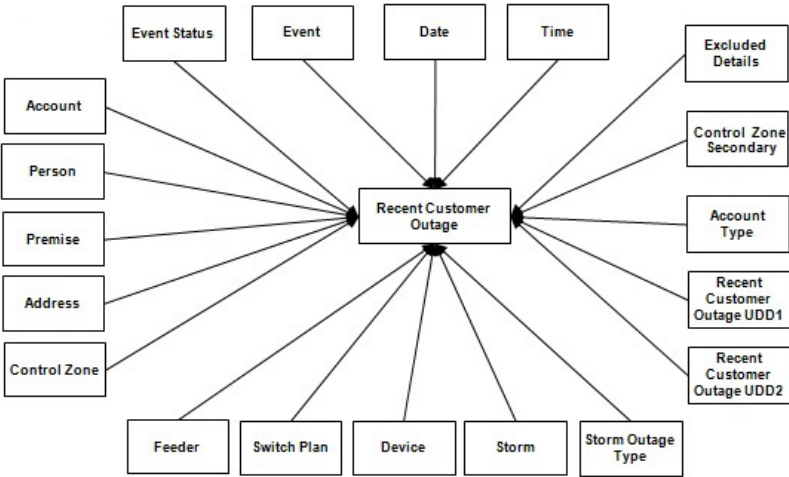 Event Status
Event
Date
Time
Excluded
Details
Account
Control Zone
Secondary
Person
Recent Customer
Outage
Account
Type
Premise
Address
Recent
Customer
Outage UDD1
Control Zone
Recent
Customer
Outage UDD2
Feeder
Switch Plan
Device
Storm
Storm Outage
Type